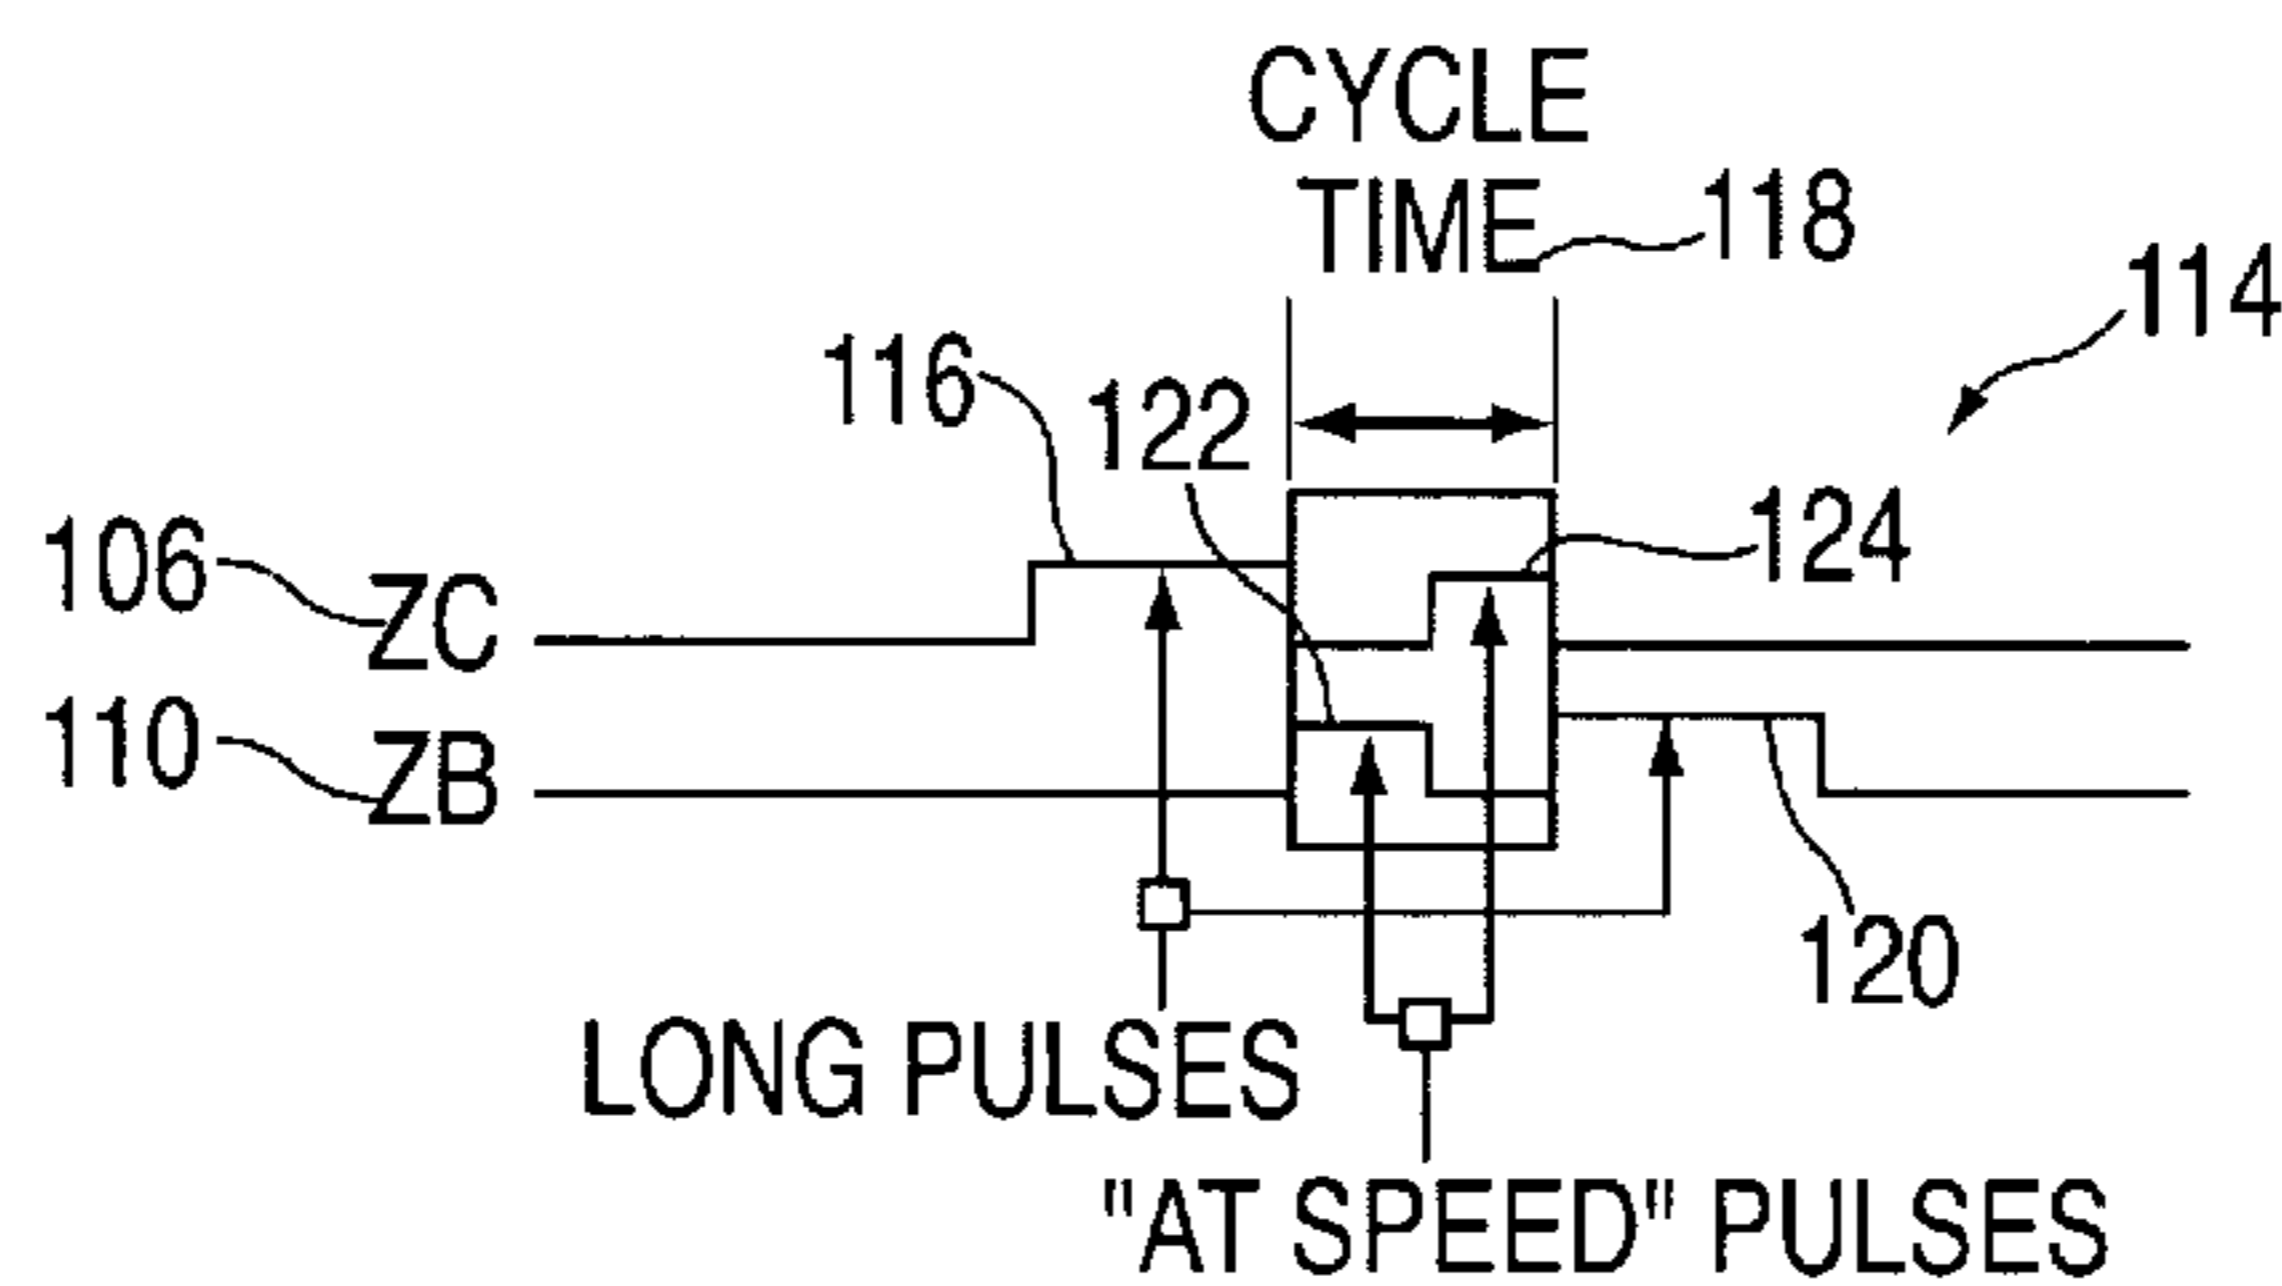 CYCLE
TIME
118
114
116
122
124
106
ZC
110
ZB
120
LONG PULSES
"AT SPEED" PULSES